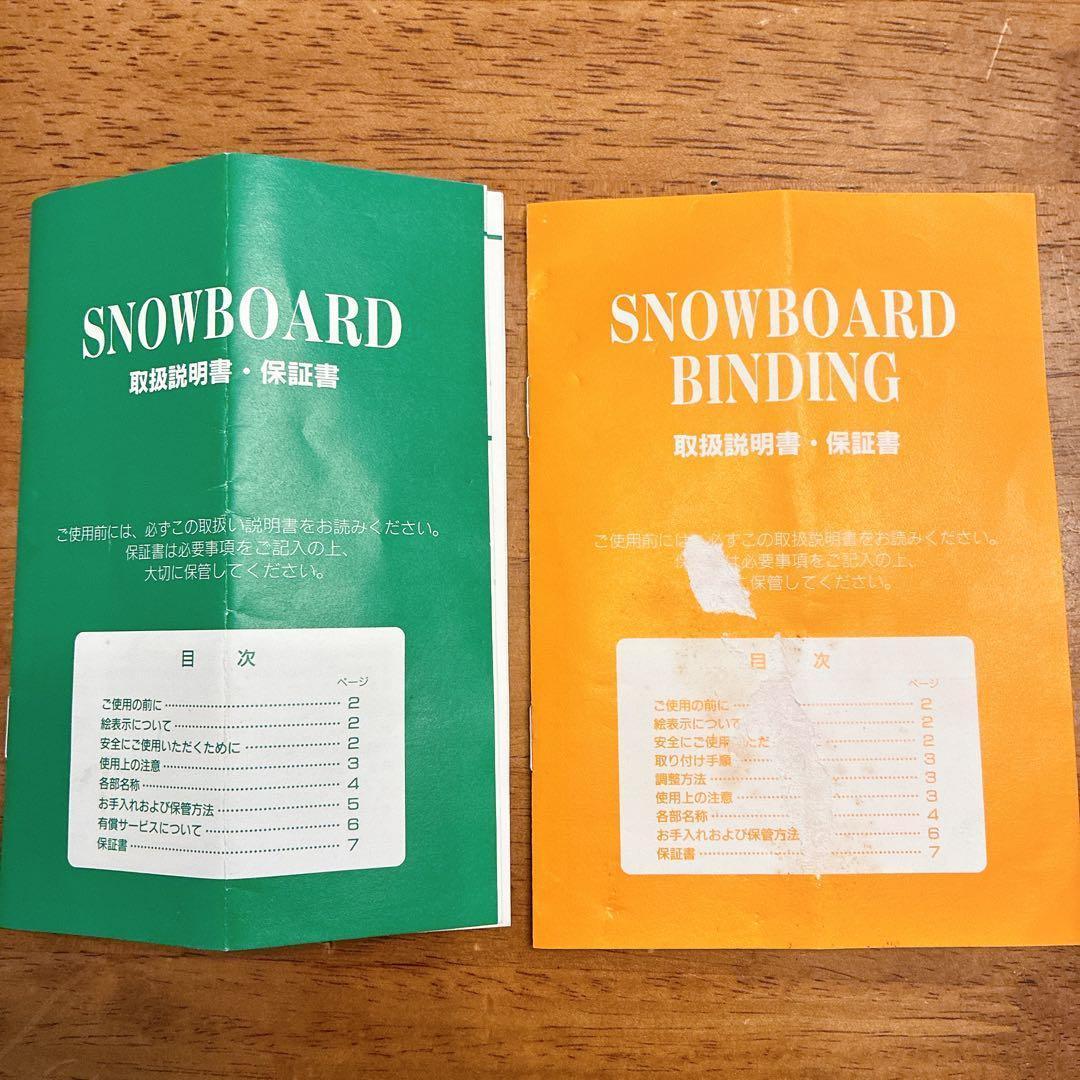 SNOWBOARD
取扱説明書・保証書
ご使用前には、必ずこの取扱い説明書をお読みください。
保証書は必要事項をご記入の上、
大切に保管してください。
目 次
ページ
ご使用の前に 2
絵表示について 2
安全にご使用いただくために 2
使用上の注意 3
各部名称 4
お手入れおよび保管方法 5
有償サービスについて 6
保証書 7
SNOWBOARD
BINDING
取扱説明書・保証書
ご使用前に 必ずこの取扱説明書をお読みください。
保 は必要事項をご記入の上、
に保管してください。
目 次
ページ
ご使用の前に 2
絵表示について 2
安全にご使用 ただ 2
取り付け手順 3
調整方法 3
使用上の注意 3
各部名称 4
お手入れおよび保管方法 6
保証書 7